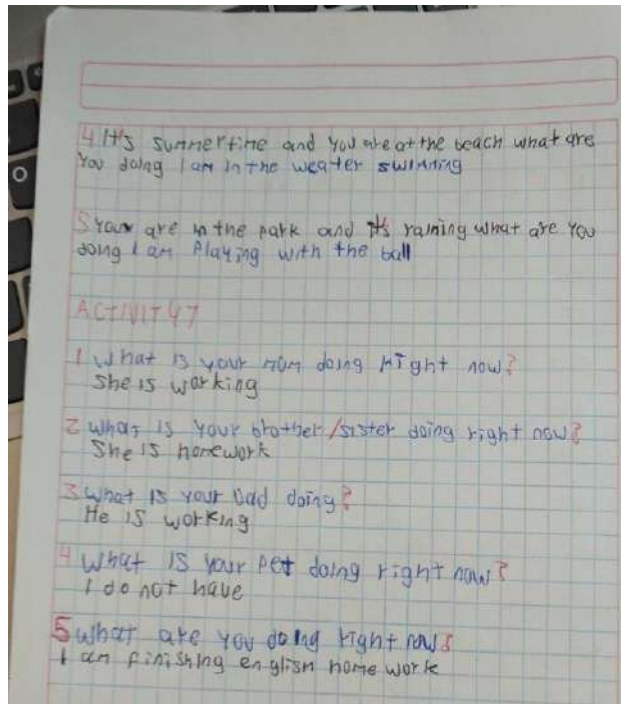 4 It's summertime and you are at the beach what are
you doing I am in the weater swimming
5 your are in the park and it's raining what are you
doing I am Playing with the ball
ACTIVITY 7
1 What is your mom doing right now?
She is working
2 What is your brother/sister doing right now?
She is homework
3 What is your Dad doing?
He is working
4 What is your pet doing right now?
I do not have
5 what are you doing right now?
I am finishing english home work